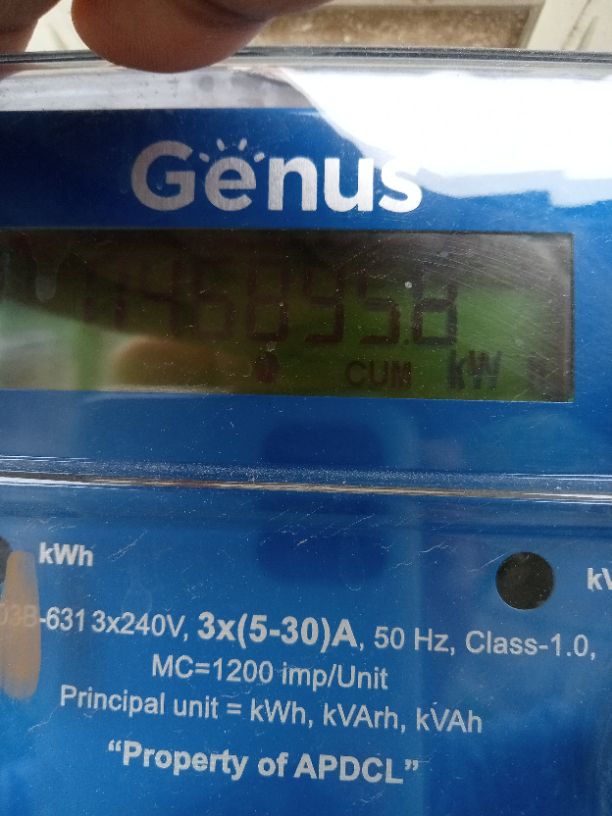 Genus
CUM kW
kWh
-631 3x240V, 3x(5-30)A, 50 Hz, Class-1.0,
MC=1200 imp/Unit
Principal unit = kWh, kVArh, kVAh
“Property of APDCL”